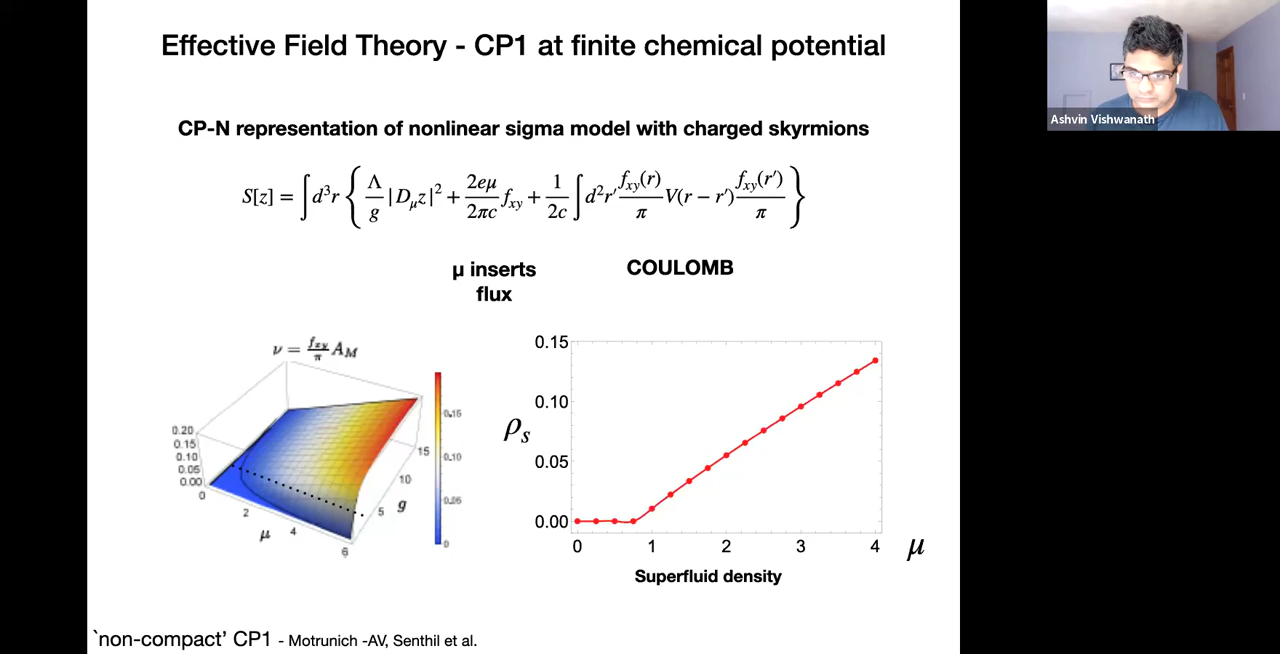 Effective Field Theory - CP1 at finite chemical potential
Ashvin Vishwanath
CP-N representation of nonlinear sigma model with charged skyrmions
S[z] = ∫ d³r { Λ/g |D_μ z|² + 2eμ/2πc f_xy + 1/2c ∫ d²r′ f_xy(r)/π V(r − r′) f_xy(r′)/π }
μ inserts
flux
COULOMB
ν = f_xy/π A_M
0.20
0.15
0.10
0.05
0.00
0
2
4
6
μ
5
10
15
g
0.15
0.10
0.05
0
0.15
0.10
0.05
0.00
ρ_s
0 1 2 3 4
μ
Superfluid density
`non-compact' CP1 - Motrunich -AV, Senthil et al.